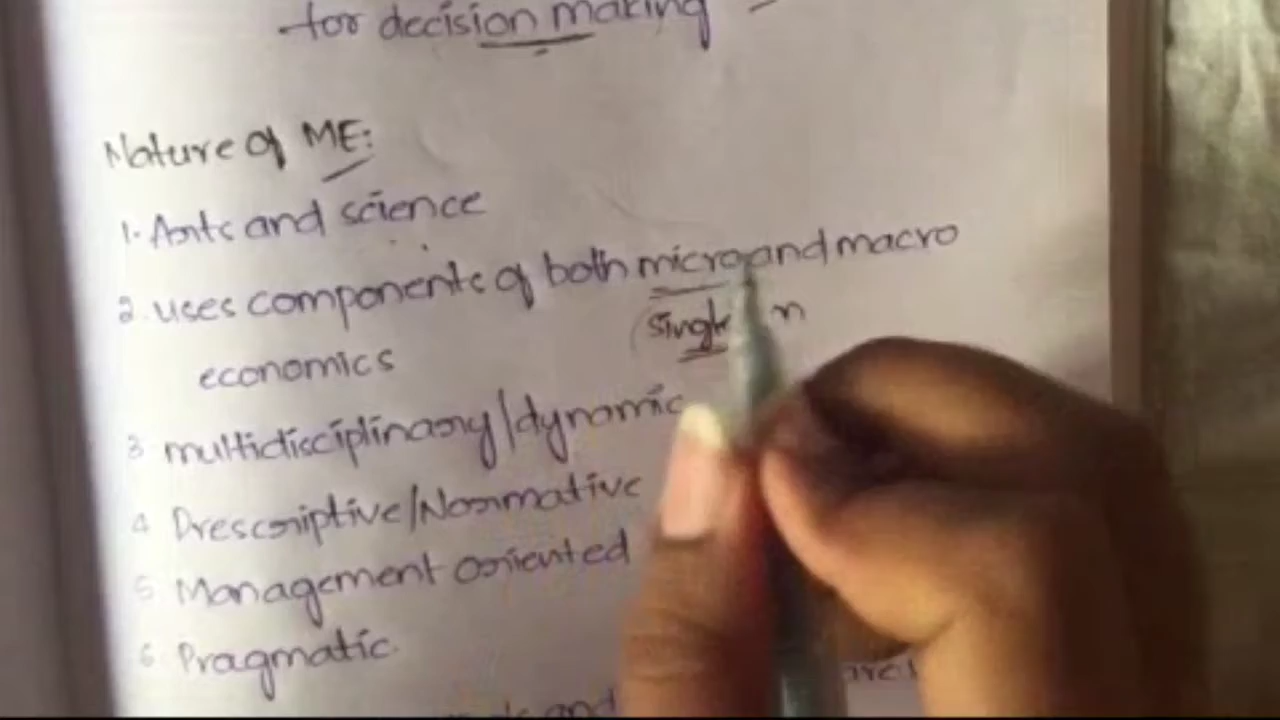 for decision making
Nature of ME:
1. Arts and science
2. uses components of both micro and macro
single
economics
3 multidisciplinary/dynamic
4 Prescriptive/Normative
5 Management oriented
6 Pragmatic.
and